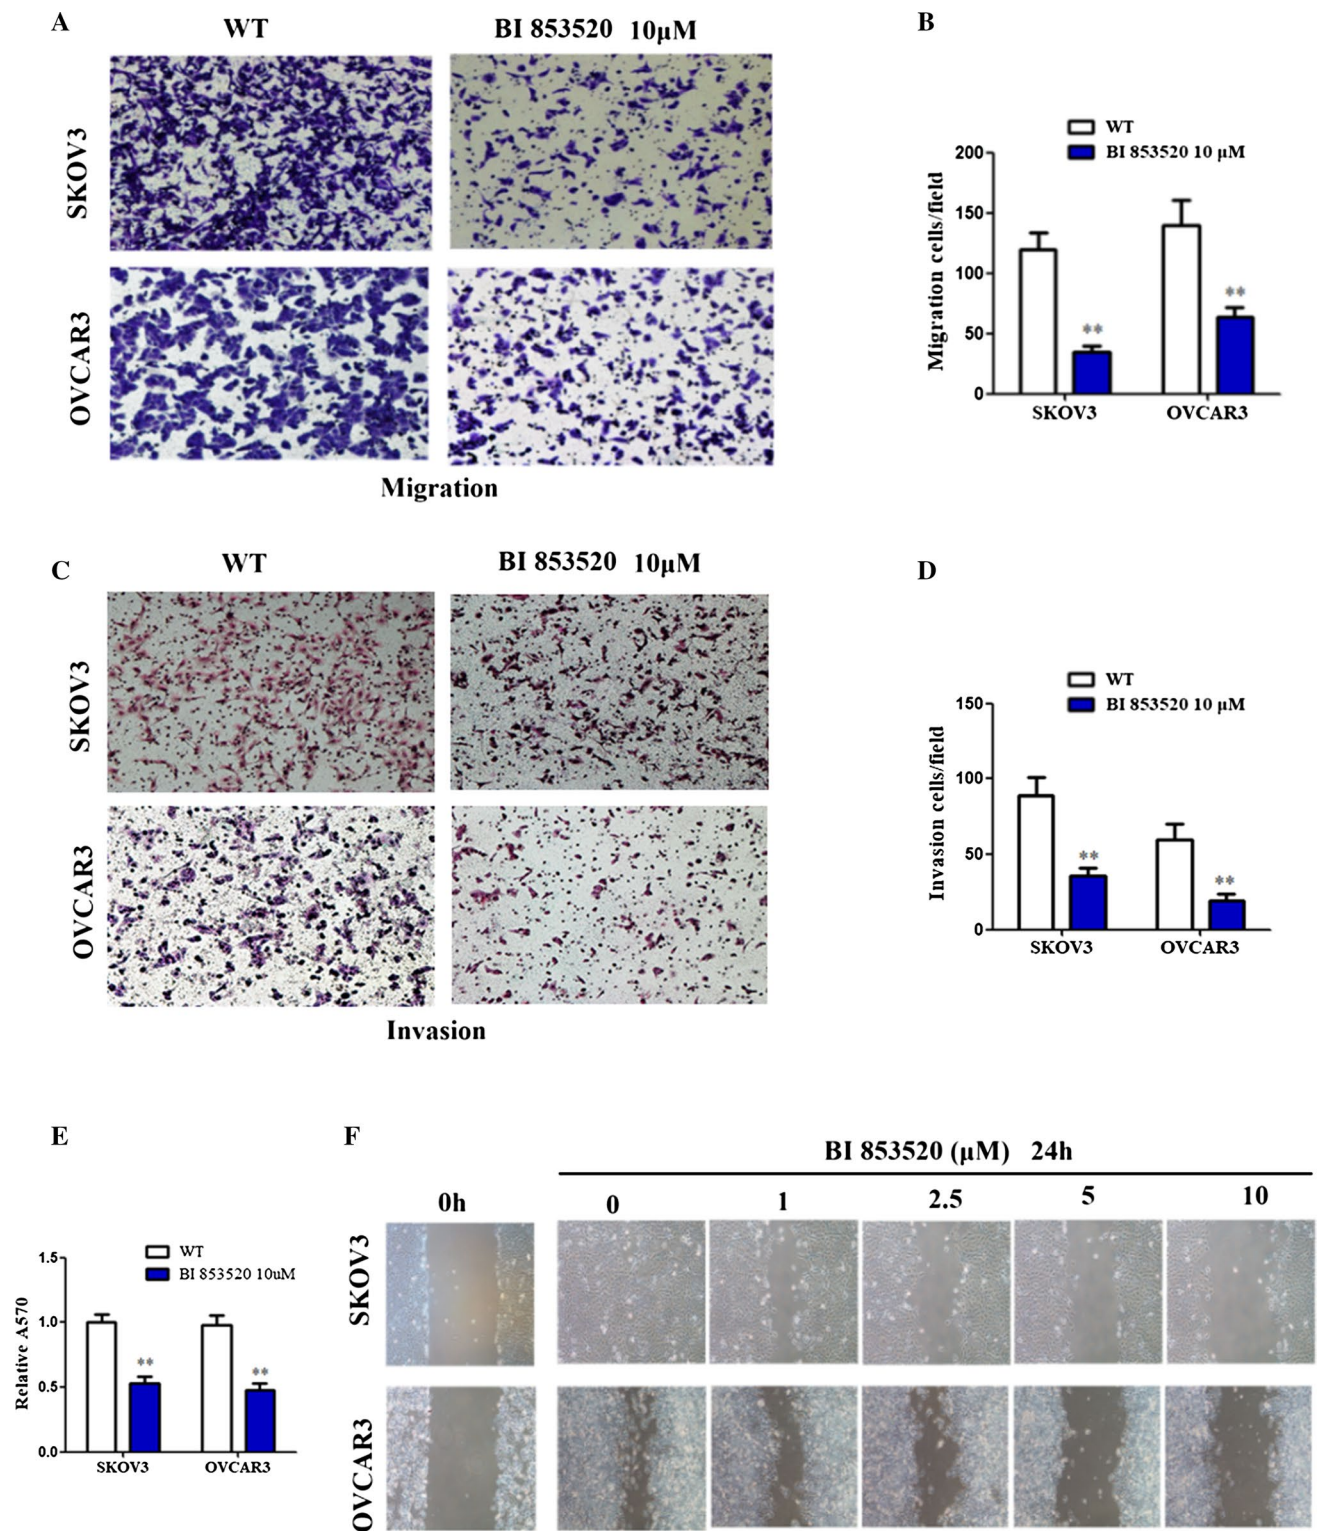 A
WT
BI 853520 10μM
SKOV3
OVCAR3
Migration
B
WT
BI 853520 10 μM
Migration cells/field
200
150
100
50
0
**
**
SKOV3
OVCAR3
C
WT
BI 853520 10μM
SKOV3
OVCAR3
Invasion
D
WT
BI 853520 10 μM
Invasion cells/field
150
100
50
0
**
**
SKOV3
OVCAR3
E
WT
BI 853520 10uM
Relative A570
1.5
1.0
0.5
0.0
**
**
SKOV3
OVCAR3
F
BI 853520 (μM) 24h
0h
0
1
2.5
5
10
SKOV3
OVCAR3